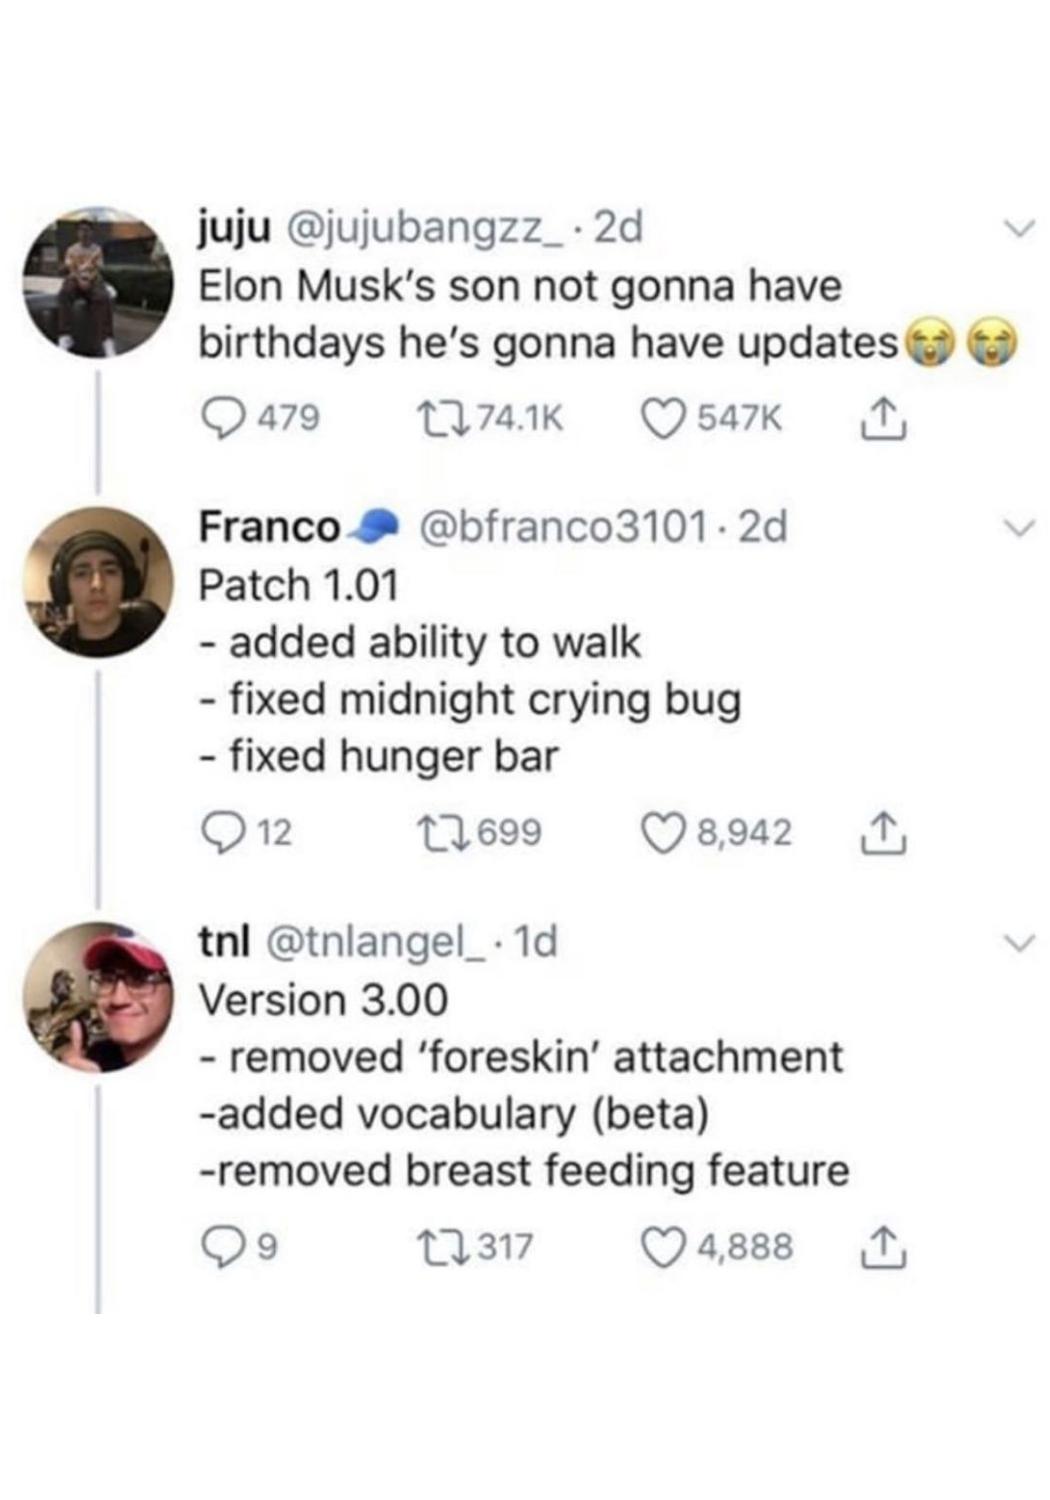 juju @jujubangzz_ · 2d
Elon Musk's son not gonna have
birthdays he's gonna have updates😭😭
479 74.1K 547K
Franco🧢 @bfranco3101 · 2d
Patch 1.01
- added ability to walk
- fixed midnight crying bug
- fixed hunger bar
12 699 8,942
tnl @tnlangel_ · 1d
Version 3.00
- removed 'foreskin' attachment
-added vocabulary (beta)
-removed breast feeding feature
9 317 4,888